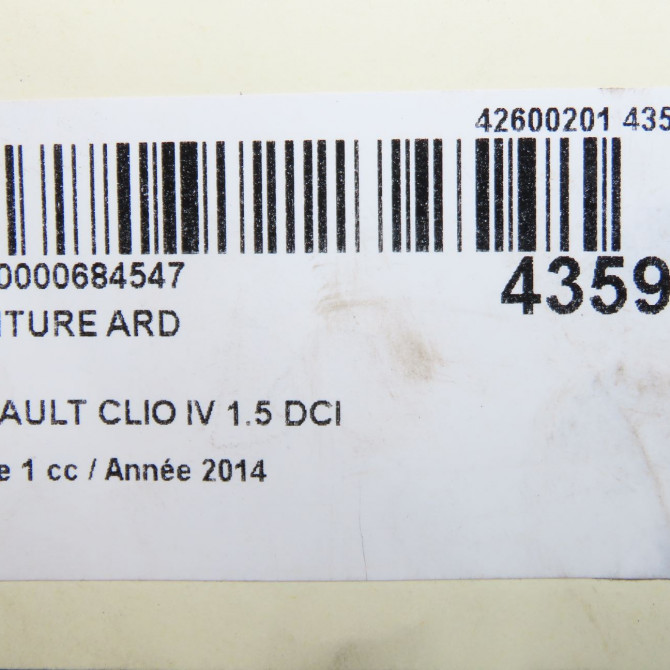 42600201 435
0000684547
4359
ITURE ARD
AULT CLIO IV 1.5 DCI
e 1 cc / Année 2014